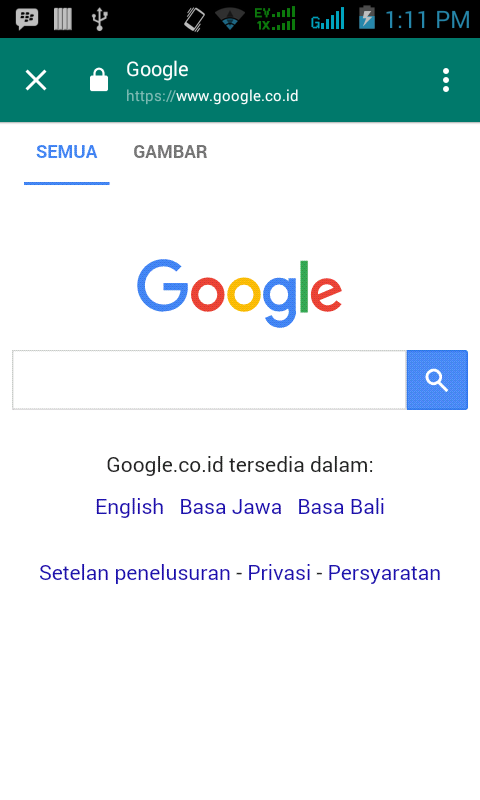 EV 1X G 1:11 PM
Google
https://www.google.co.id
SEMUA GAMBAR
Google
Google.co.id tersedia dalam:
English Basa Jawa Basa Bali
Setelan penelusuran - Privasi - Persyaratan